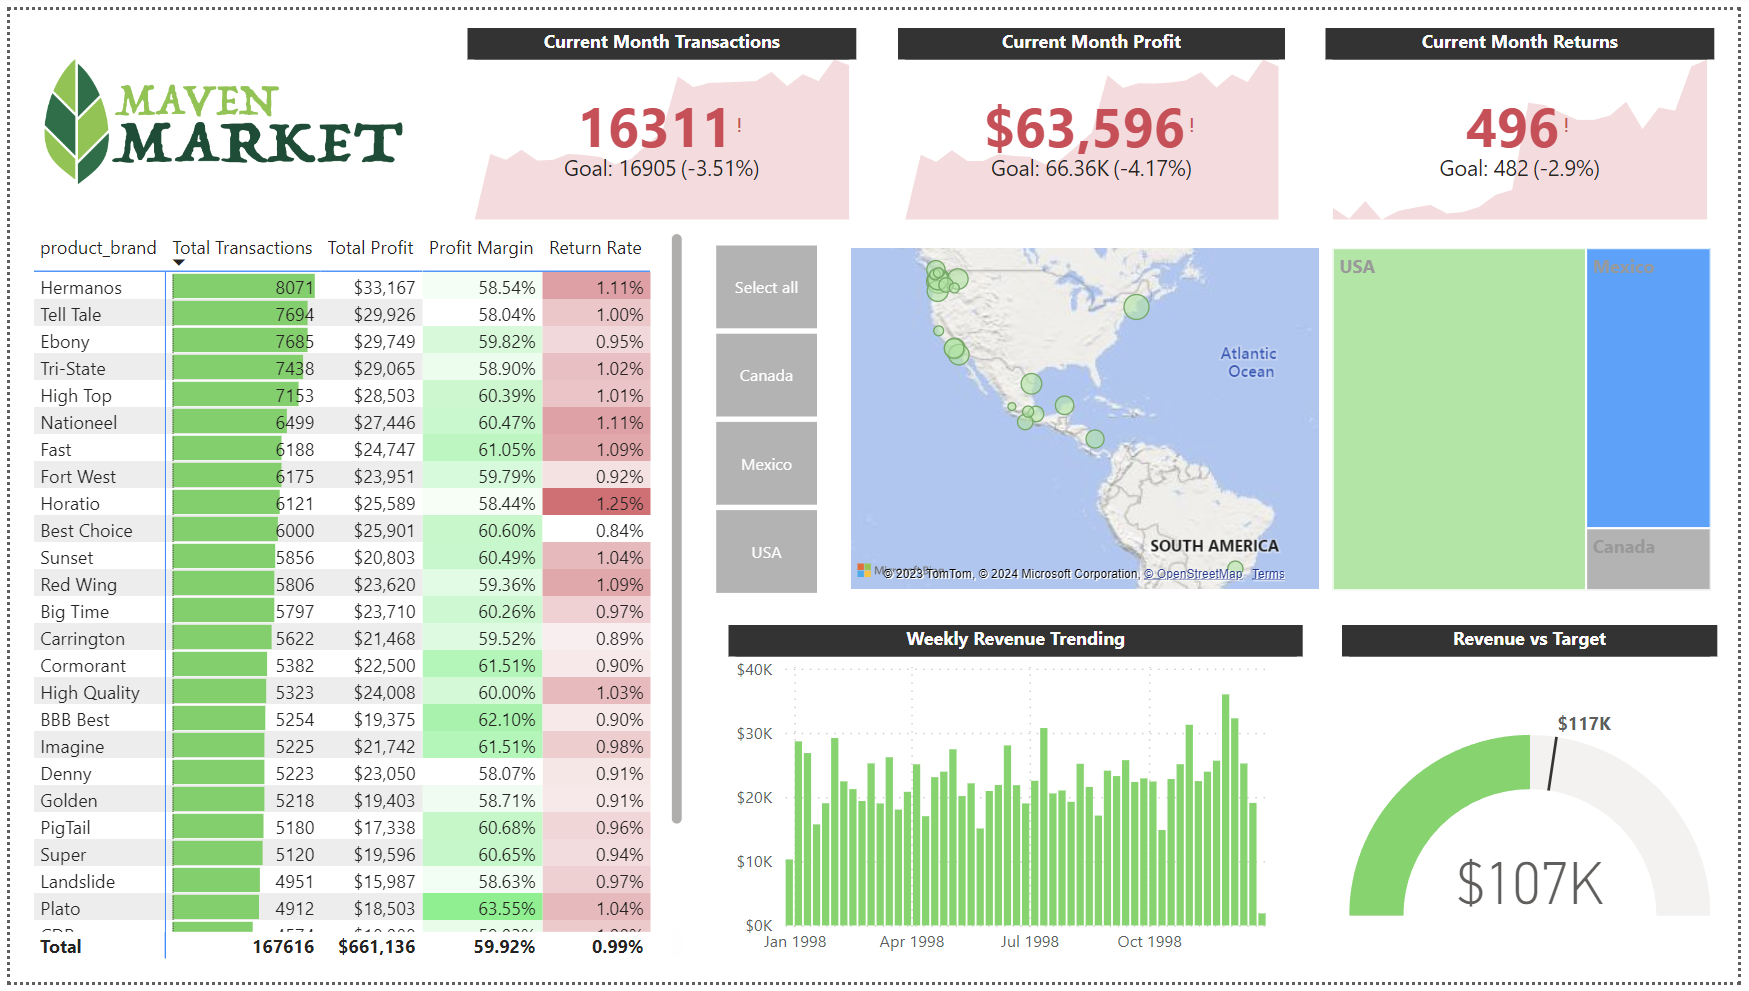 MAVEN
MARKET
Current Month Transactions
16311 !
Goal: 16905 (-3.51%)
Current Month Profit
$63,596 !
Goal: 66.36K (-4.17%)
Current Month Returns
496 !
Goal: 482 (-2.9%)
product_brand Total Transactions Total Profit Profit Margin Return Rate
Hermanos 8071 $33,167 58.54% 1.11%
Tell Tale 7694 $29,926 58.04% 1.00%
Ebony 7685 $29,749 59.82% 0.95%
Tri-State 7438 $29,065 58.90% 1.02%
High Top 7153 $28,503 60.39% 1.01%
Nationeel 6499 $27,446 60.47% 1.11%
Fast 6188 $24,747 61.05% 1.09%
Fort West 6175 $23,951 59.79% 0.92%
Horatio 6121 $25,589 58.44% 1.25%
Best Choice 6000 $25,901 60.60% 0.84%
Sunset 5856 $20,803 60.49% 1.04%
Red Wing 5806 $23,620 59.36% 1.09%
Big Time 5797 $23,710 60.26% 0.97%
Carrington 5622 $21,468 59.52% 0.89%
Cormorant 5382 $22,500 61.51% 0.90%
High Quality 5323 $24,008 60.00% 1.03%
BBB Best 5254 $19,375 62.10% 0.90%
Imagine 5225 $21,742 61.51% 0.98%
Denny 5223 $23,050 58.07% 0.91%
Golden 5218 $19,403 58.71% 0.91%
PigTail 5180 $17,338 60.68% 0.96%
Super 5120 $19,596 60.65% 0.94%
Landslide 4951 $15,987 58.63% 0.97%
Plato 4912 $18,503 63.55% 1.04%
Total 167616 $661,136 59.92% 0.99%
Select all
Canada
Mexico
USA
Atlantic
Ocean
SOUTH AMERICA
© 2023 TomTom, © 2024 Microsoft Corporation, © OpenStreetMap Terms
USA
Mexico
Canada
Weekly Revenue Trending
$40K
$30K
$20K
$10K
$0K
Jan 1998 Apr 1998 Jul 1998 Oct 1998
Revenue vs Target
$117K
$107K